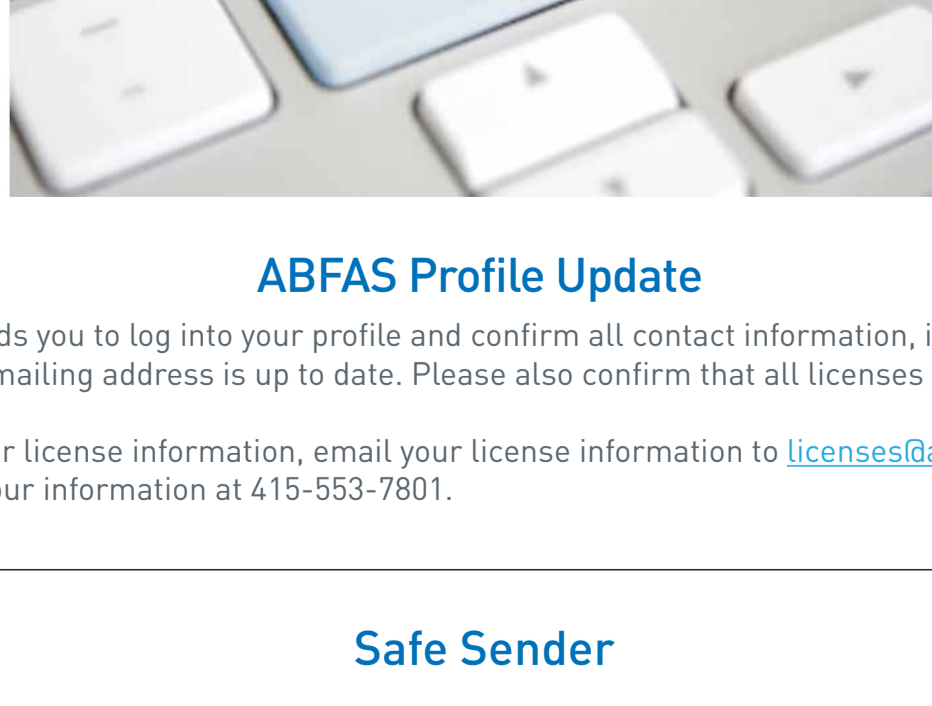 ABFAS Profile Update
ds you to log into your profile and confirm all contact information, i
mailing address is up to date. Please also confirm that all licenses
r license information, email your license information to licenses@a
our information at 415-553-7801.
Safe Sender